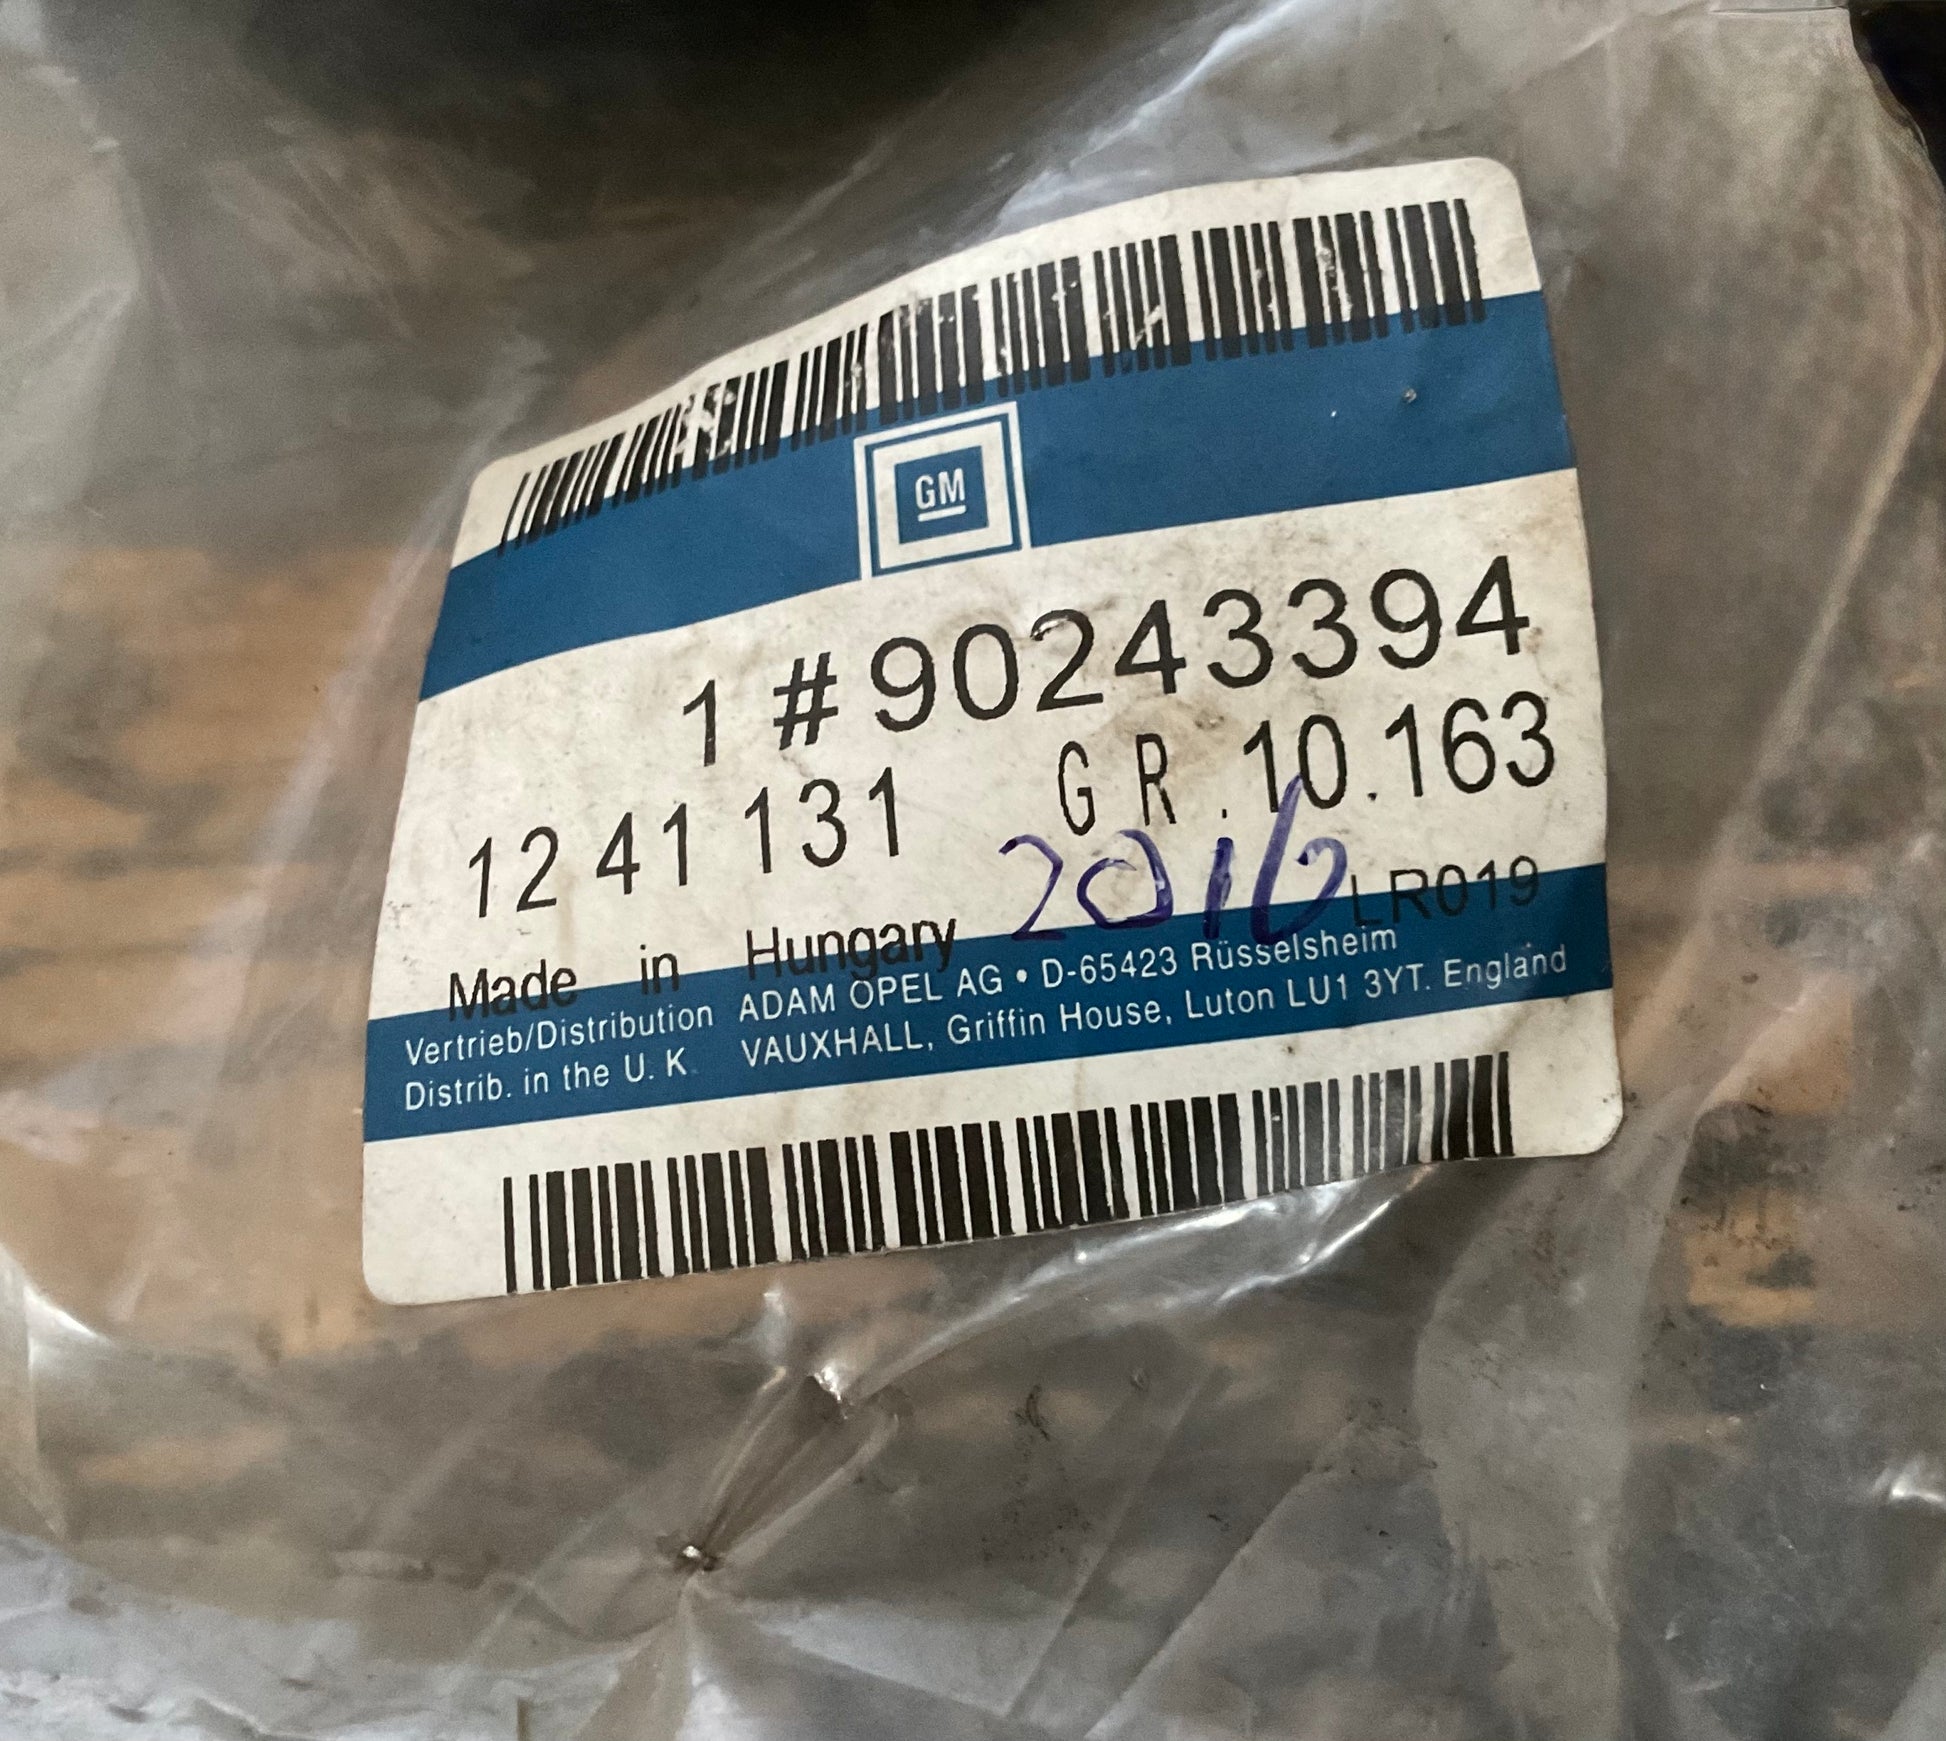 GM
1 #90243394
12 41 131 GR.10.163
2016
Made in Hungary LR019
Vertrieb/Distribution ADAM OPEL AG • D-65423 Rüsselsheim
Distrib. in the U. K. VAUXHALL, Griffin House, Luton LU1 3YT. England